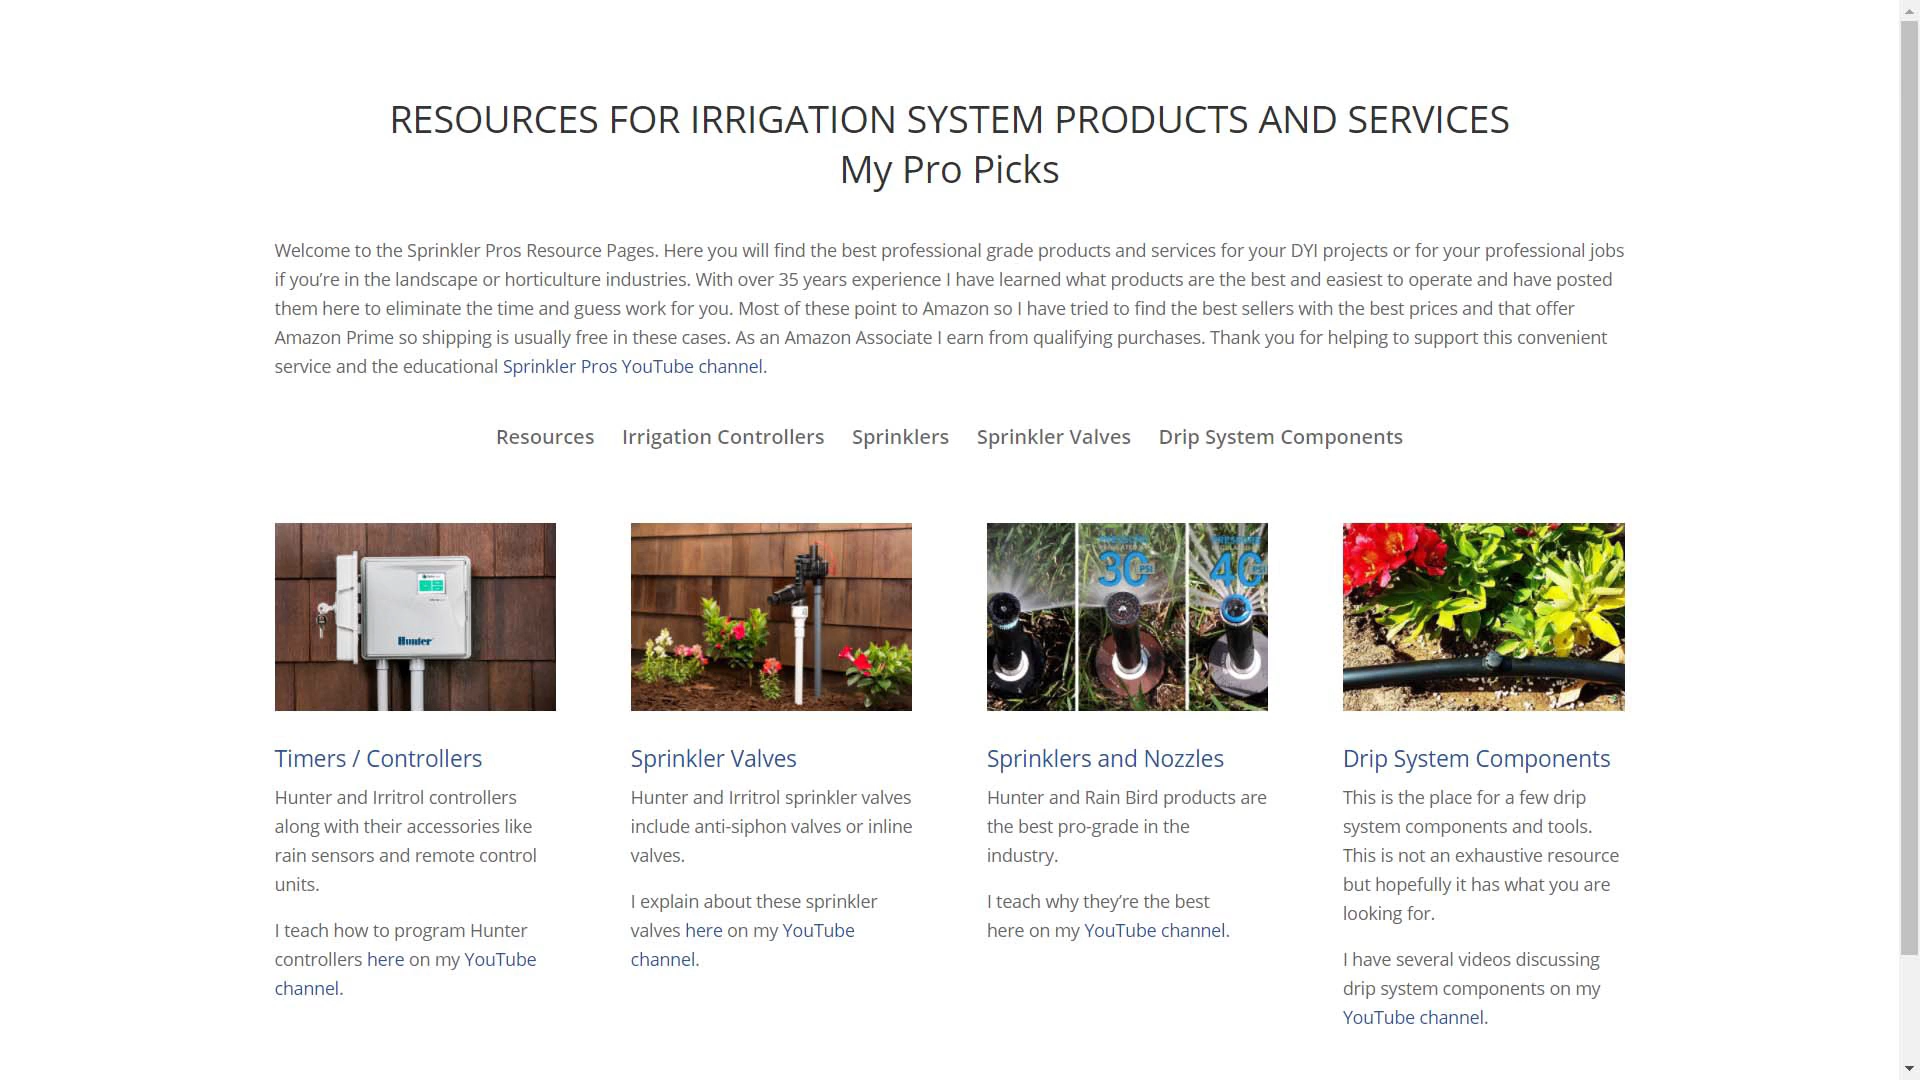 RESOURCES FOR IRRIGATION SYSTEM PRODUCTS AND SERVICES
My Pro Picks
Welcome to the Sprinkler Pros Resource Pages. Here you will find the best professional grade products and services for your DYI projects or for your professional jobs
if you’re in the landscape or horticulture industries. With over 35 years experience I have learned what products are the best and easiest to operate and have posted
them here to eliminate the time and guess work for you. Most of these point to Amazon so I have tried to find the best sellers with the best prices and that offer
Amazon Prime so shipping is usually free in these cases. As an Amazon Associate I earn from qualifying purchases. Thank you for helping to support this convenient
service and the educational Sprinkler Pros YouTube channel.
Resources Irrigation Controllers Sprinklers Sprinkler Valves Drip System Components
Hunter
PRESSURE
30 PSI
40 PSI
Timers / Controllers
Hunter and Irritrol controllers
along with their accessories like
rain sensors and remote control
units.
I teach how to program Hunter
controllers here on my YouTube
channel.
Sprinkler Valves
Hunter and Irritrol sprinkler valves
include anti-siphon valves or inline
valves.
I explain about these sprinkler
valves here on my YouTube
channel.
Sprinklers and Nozzles
Hunter and Rain Bird products are
the best pro-grade in the
industry.
I teach why they’re the best
here on my YouTube channel.
Drip System Components
This is the place for a few drip
system components and tools.
This is not an exhaustive resource
but hopefully it has what you are
looking for.
I have several videos discussing
drip system components on my
YouTube channel.